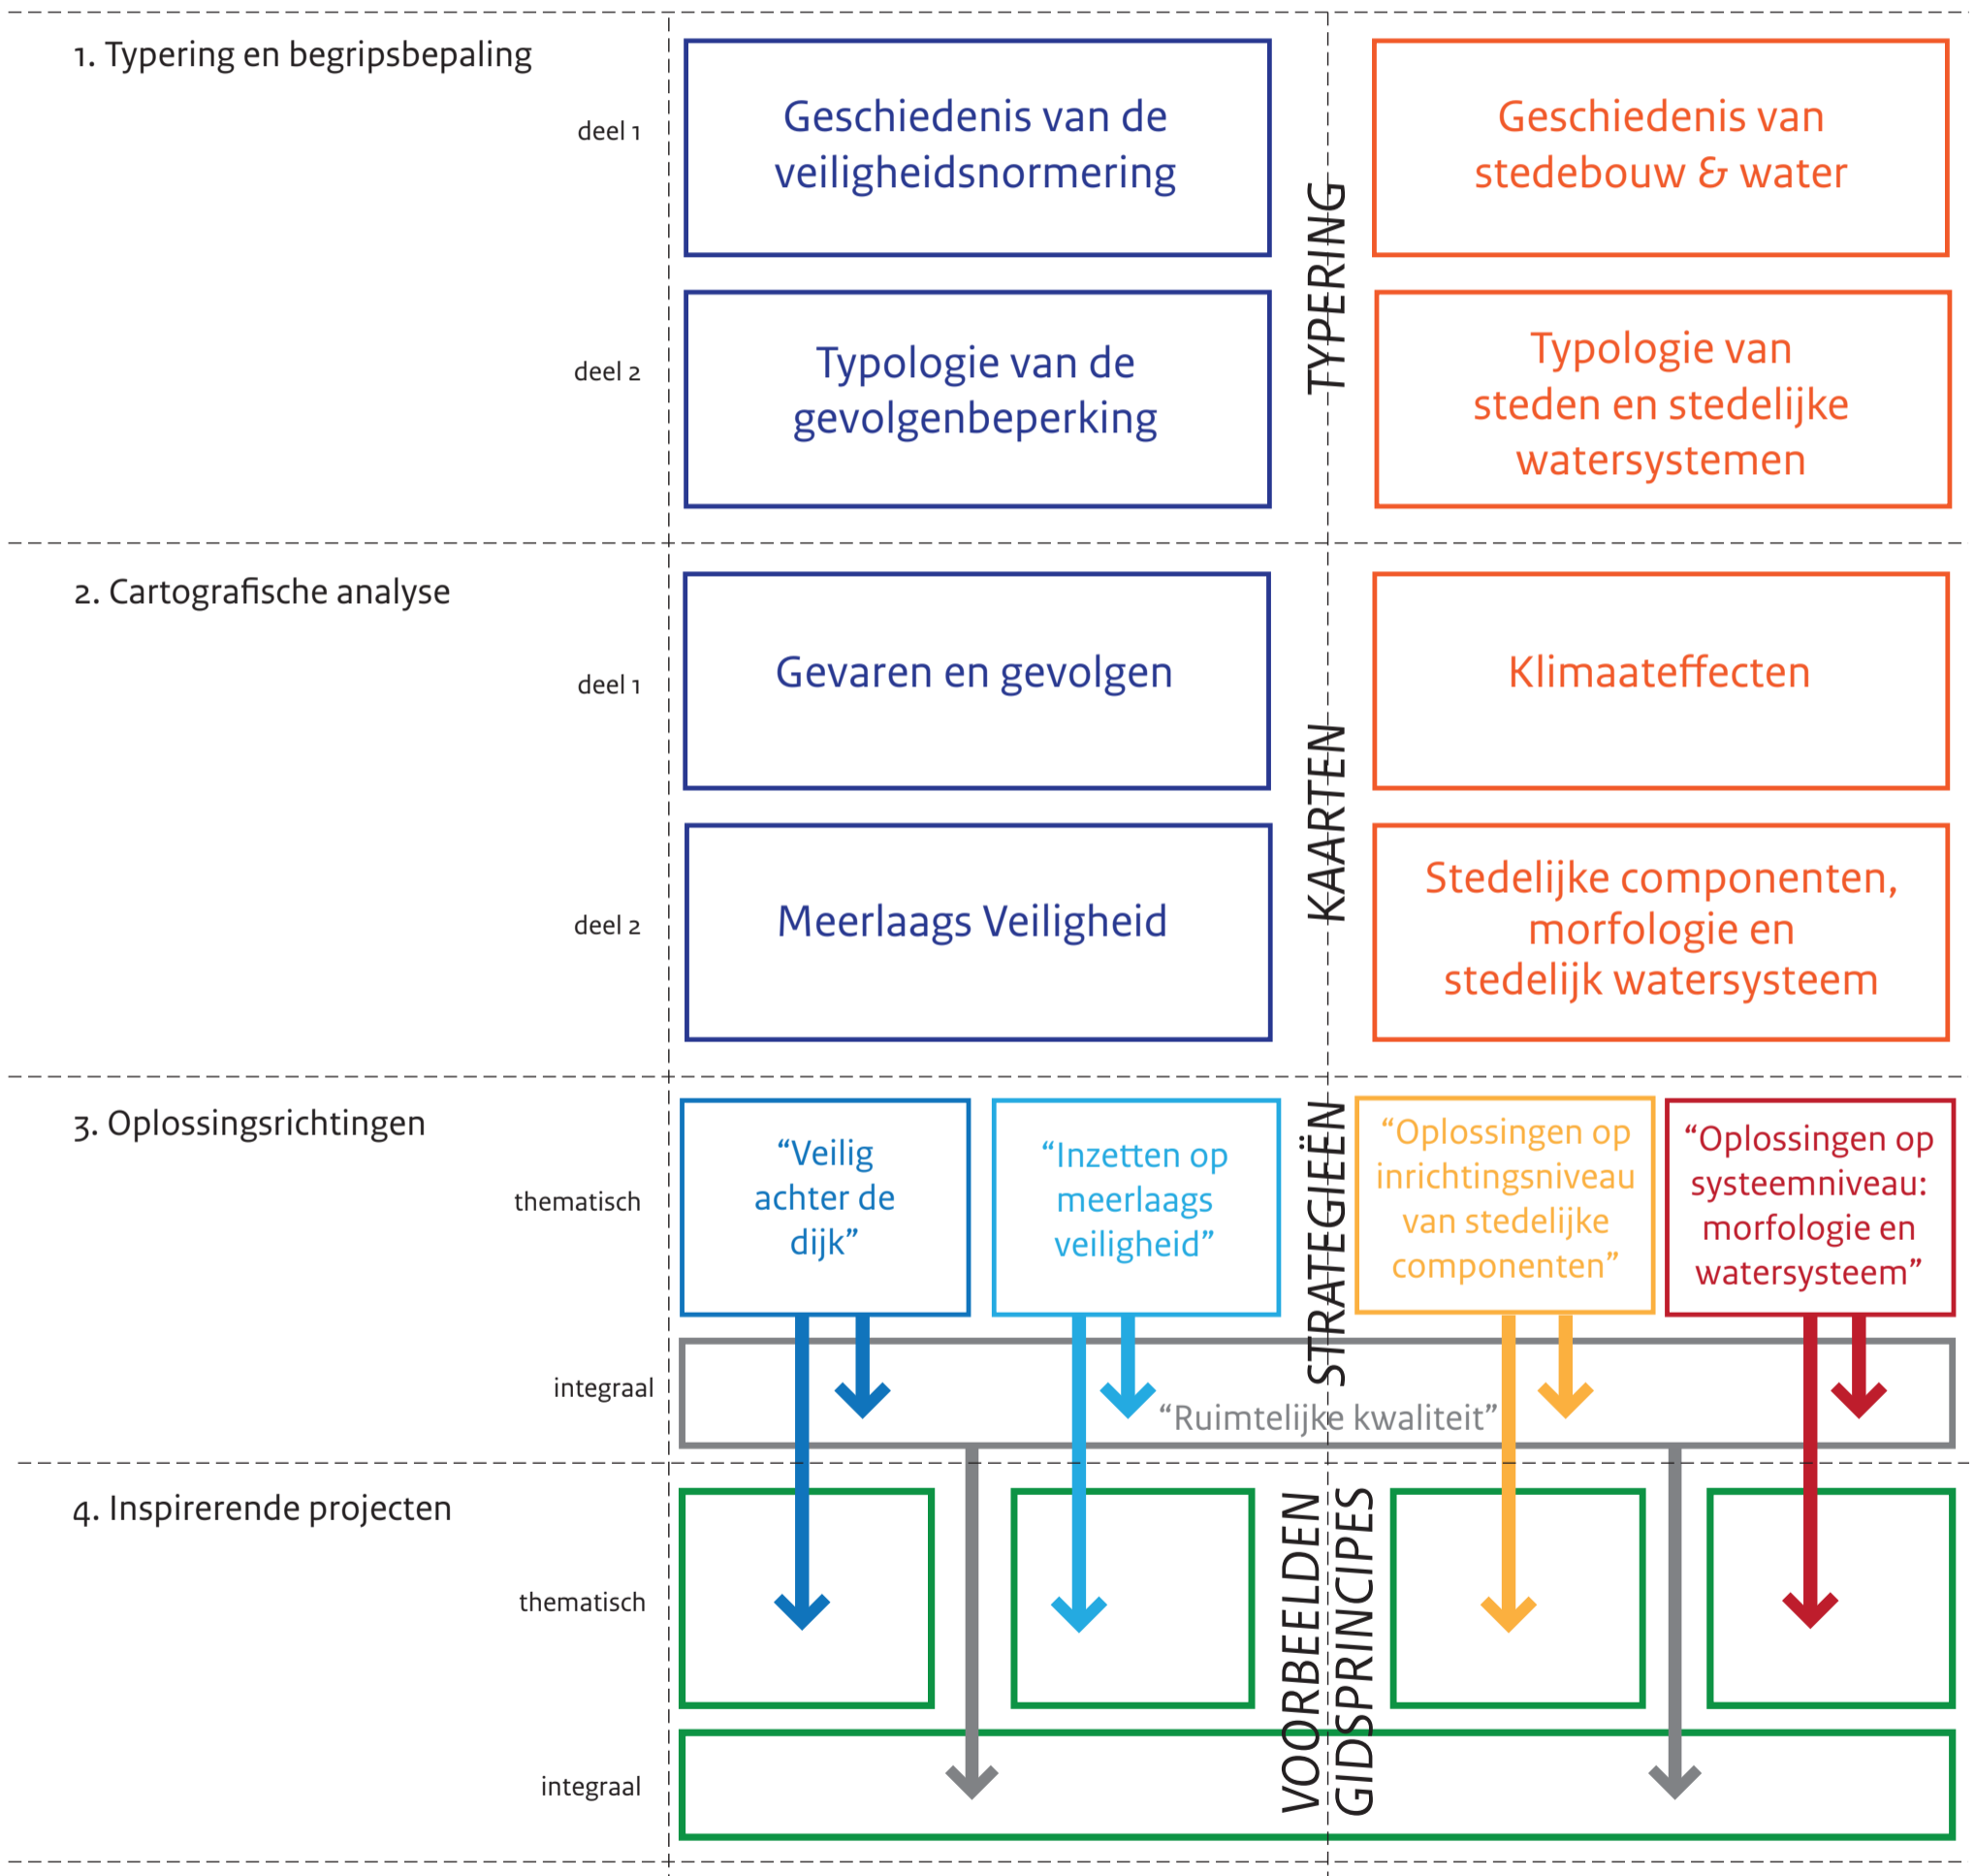 1. Typering en begripsbepaling
deel 1
Geschiedenis van de
veiligheidsnormering
Geschiedenis van
stedebouw & water
TYPERING
deel 2
Typologie van de
gevolgenbeperking
Typologie van
steden en stedelijke
watersystemen
2. Cartografische analyse
deel 1
Gevaren en gevolgen
Klimaateffecten
KAARTEN
deel 2
Meerlaags Veiligheid
Stedelijke componenten,
morfologie en
stedelijk watersysteem
3. Oplossingsrichtingen
thematisch
“Veilig
achter de
dijk”
“Inzetten op
meerlaags
veiligheid”
STRATEGIEËN
“Oplossingen op
inrichtingsniveau
van stedelijke
componenten”
“Oplossingen op
systeemniveau:
morfologie en
watersysteem”
integraal
“Ruimtelijke kwaliteit”
4. Inspirerende projecten
thematisch
VOORBEELDEN
GIDSPRINCIPES
integraal